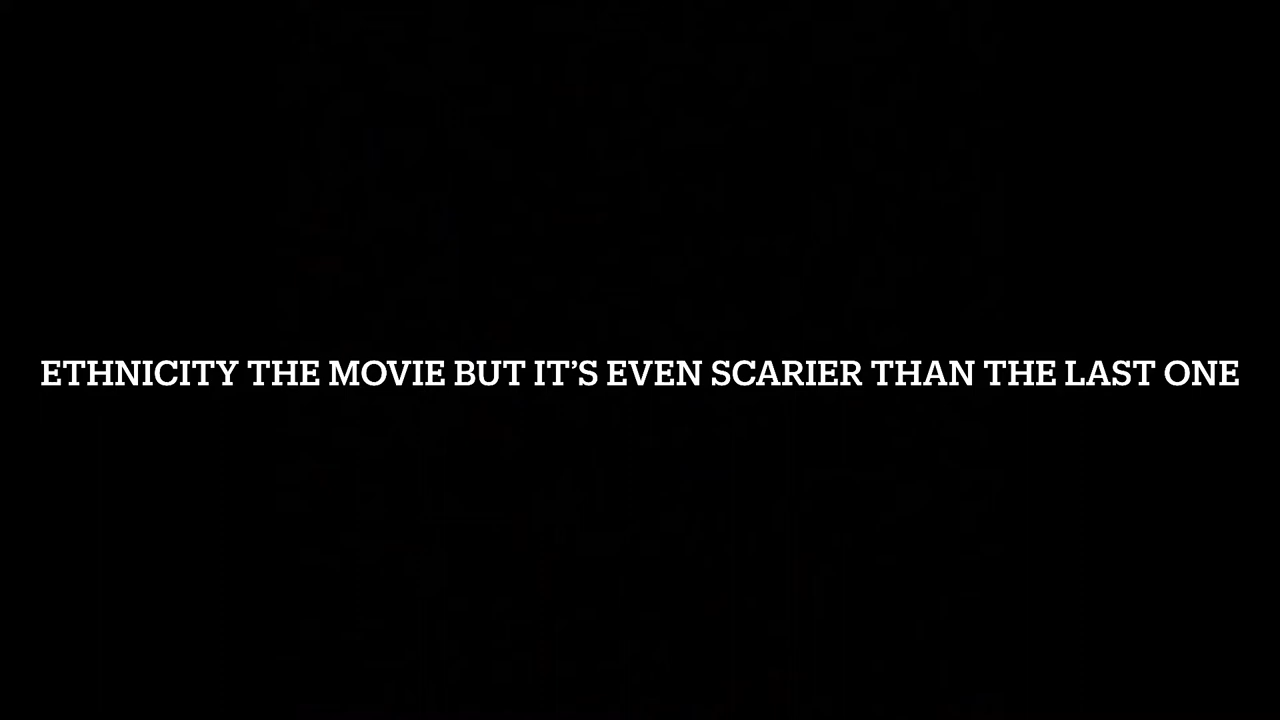 ETHNICITY THE MOVIE BUT IT’S EVEN SCARIER THAN THE LAST ONE